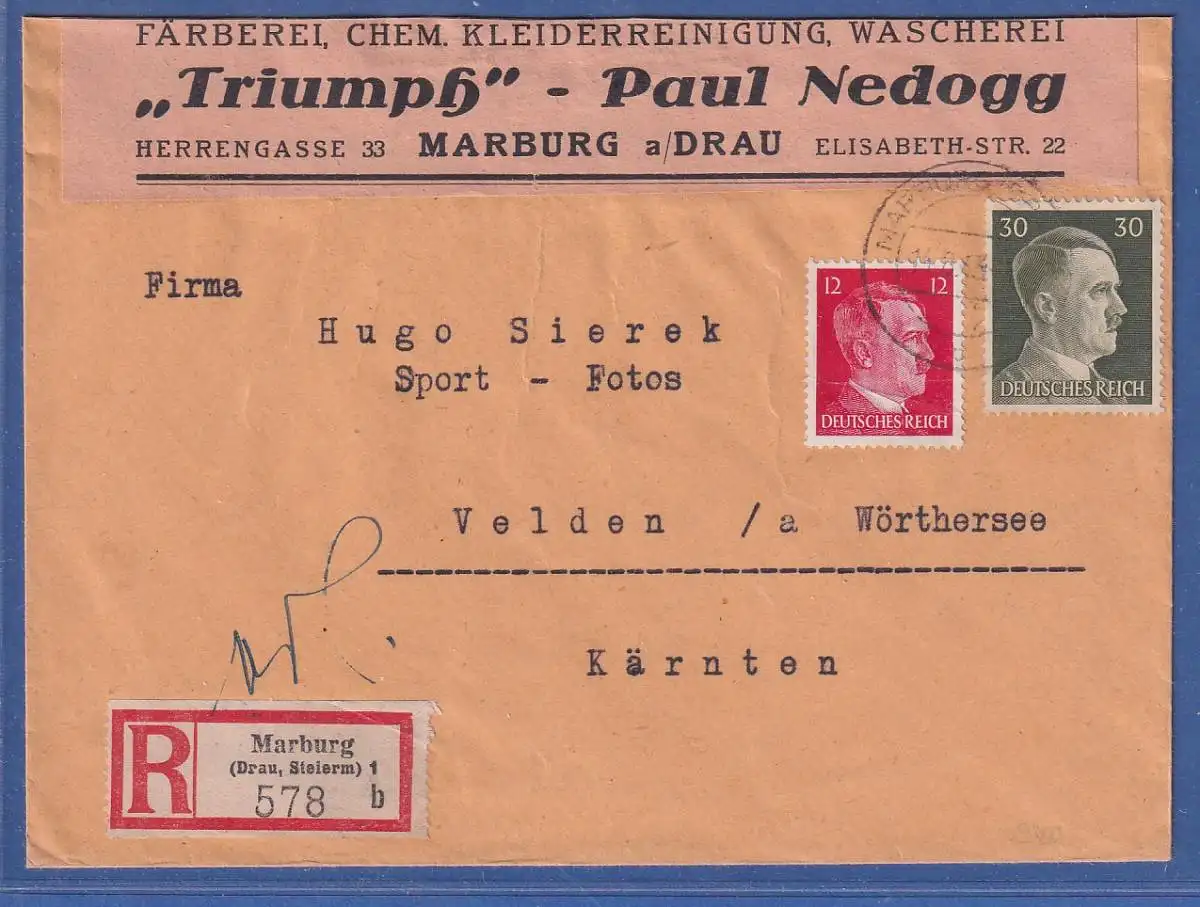 FÄRBEREI, CHEM. KLEIDERREINIGUNG, WASCHEREI
„Triumph” - Paul Nedogg
HERRENGASSE 33 MARBURG a/DRAU ELISABETH-STR. 22
MARBURG
30 30
DEUTSCHES REICH
12 12
DEUTSCHES REICH
Firma
Hugo Sierek
Sport - Fotos
Velden /a Wörthersee
Kärnten
R
Marburg
(Drau, Steierm) 1
578 b